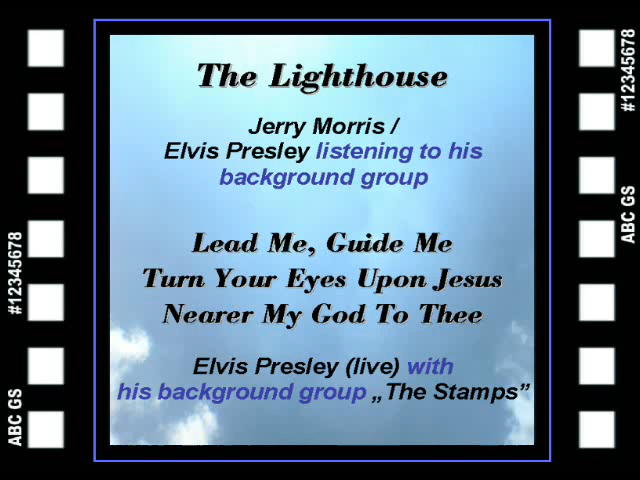 The Lighthouse
Jerry Morris /
Elvis Presley listening to his
background group
Lead Me, Guide Me
Turn Your Eyes Upon Jesus
Nearer My God To Thee
Elvis Presley (live) with
his background group „The Stamps”
#12345678
ABC GS
#12345678
ABC GS